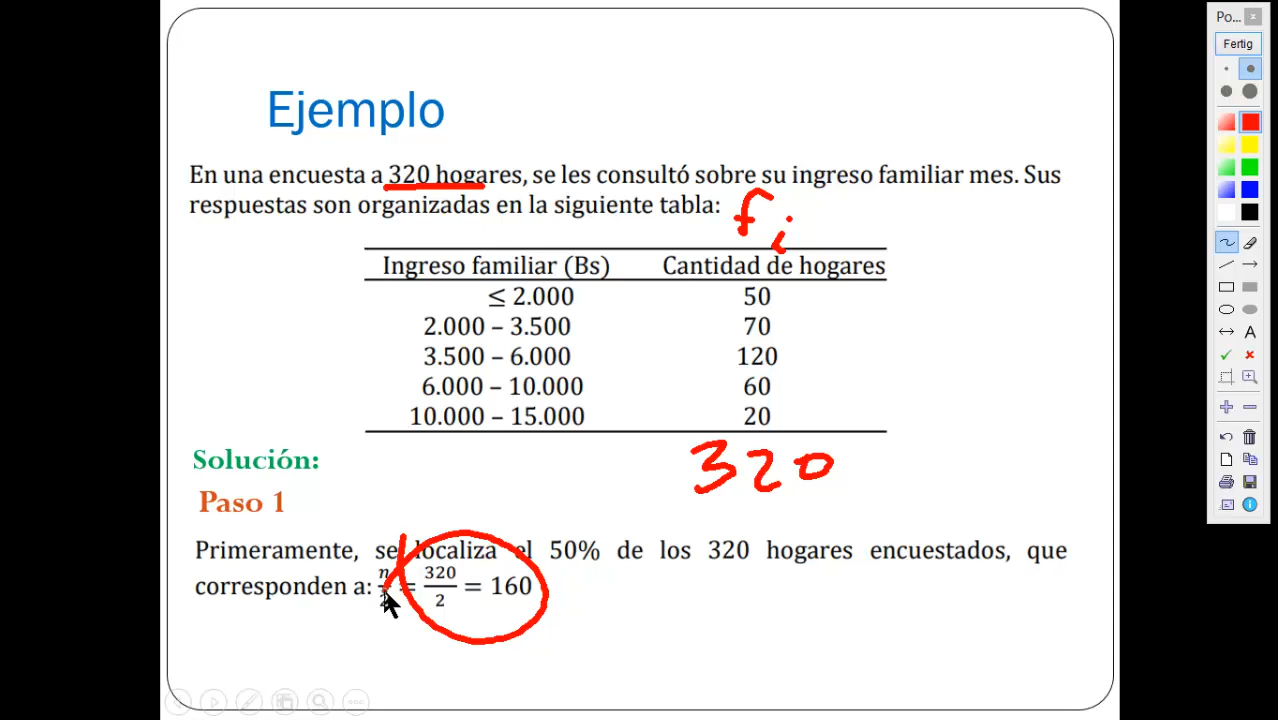 Ejemplo
En una encuesta a 320 hogares, se les consultó sobre su ingreso familiar mes. Sus
respuestas son organizadas en la siguiente tabla:
fi
Ingreso familiar (Bs) Cantidad de hogares
≤ 2.000 50
2.000 – 3.500 70
3.500 – 6.000 120
6.000 – 10.000 60
10.000 – 15.000 20
320
Solución:
Paso 1
Primeramente, se localiza el 50% de los 320 hogares encuestados, que
corresponden a: n/2 = 320/2 = 160
Po...
Fertig
A